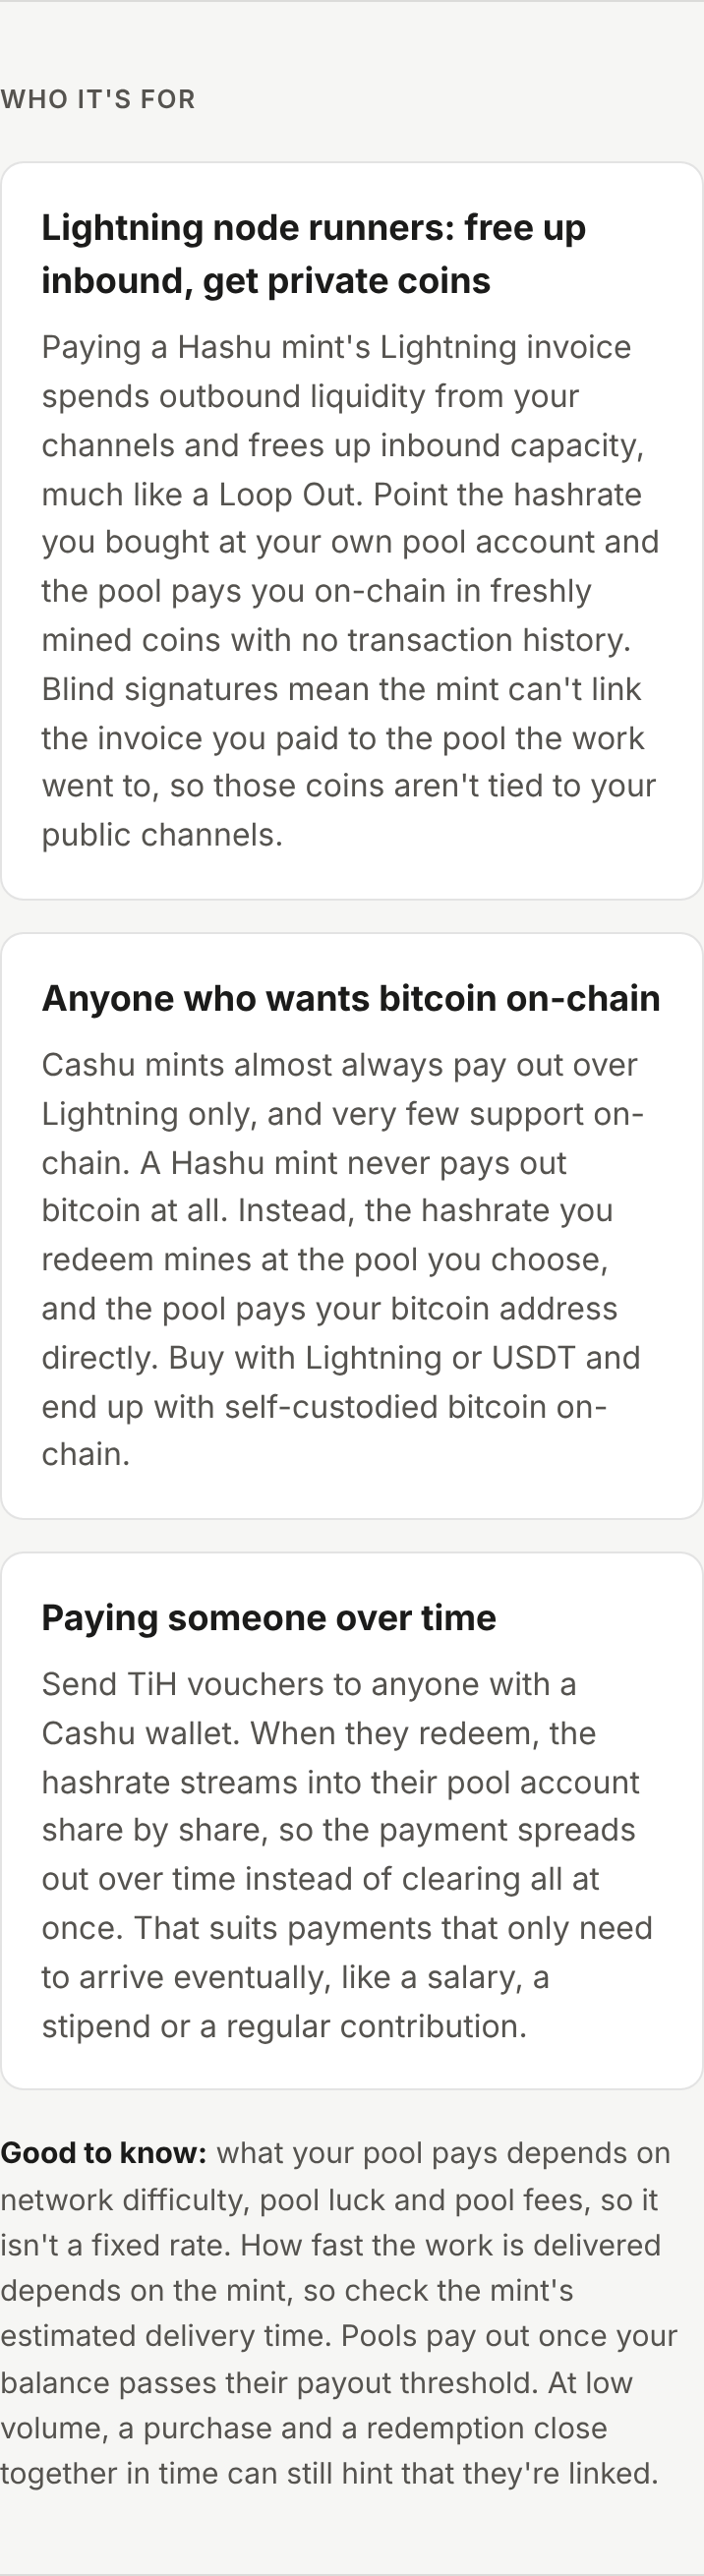 WHO IT'S FOR
Lightning node runners: free up
inbound, get private coins
Paying a Hashu mint's Lightning invoice
spends outbound liquidity from your
channels and frees up inbound capacity,
much like a Loop Out. Point the hashrate
you bought at your own pool account and
the pool pays you on-chain in freshly
mined coins with no transaction history.
Blind signatures mean the mint can't link
the invoice you paid to the pool the work
went to, so those coins aren't tied to your
public channels.
Anyone who wants bitcoin on-chain
Cashu mints almost always pay out over
Lightning only, and very few support on-
chain. A Hashu mint never pays out
bitcoin at all. Instead, the hashrate you
redeem mines at the pool you choose,
and the pool pays your bitcoin address
directly. Buy with Lightning or USDT and
end up with self-custodied bitcoin on-
chain.
Paying someone over time
Send TiH vouchers to anyone with a
Cashu wallet. When they redeem, the
hashrate streams into their pool account
share by share, so the payment spreads
out over time instead of clearing all at
once. That suits payments that only need
to arrive eventually, like a salary, a
stipend or a regular contribution.
Good to know: what your pool pays depends on
network difficulty, pool luck and pool fees, so it
isn't a fixed rate. How fast the work is delivered
depends on the mint, so check the mint's
estimated delivery time. Pools pay out once your
balance passes their payout threshold. At low
volume, a purchase and a redemption close
together in time can still hint that they're linked.